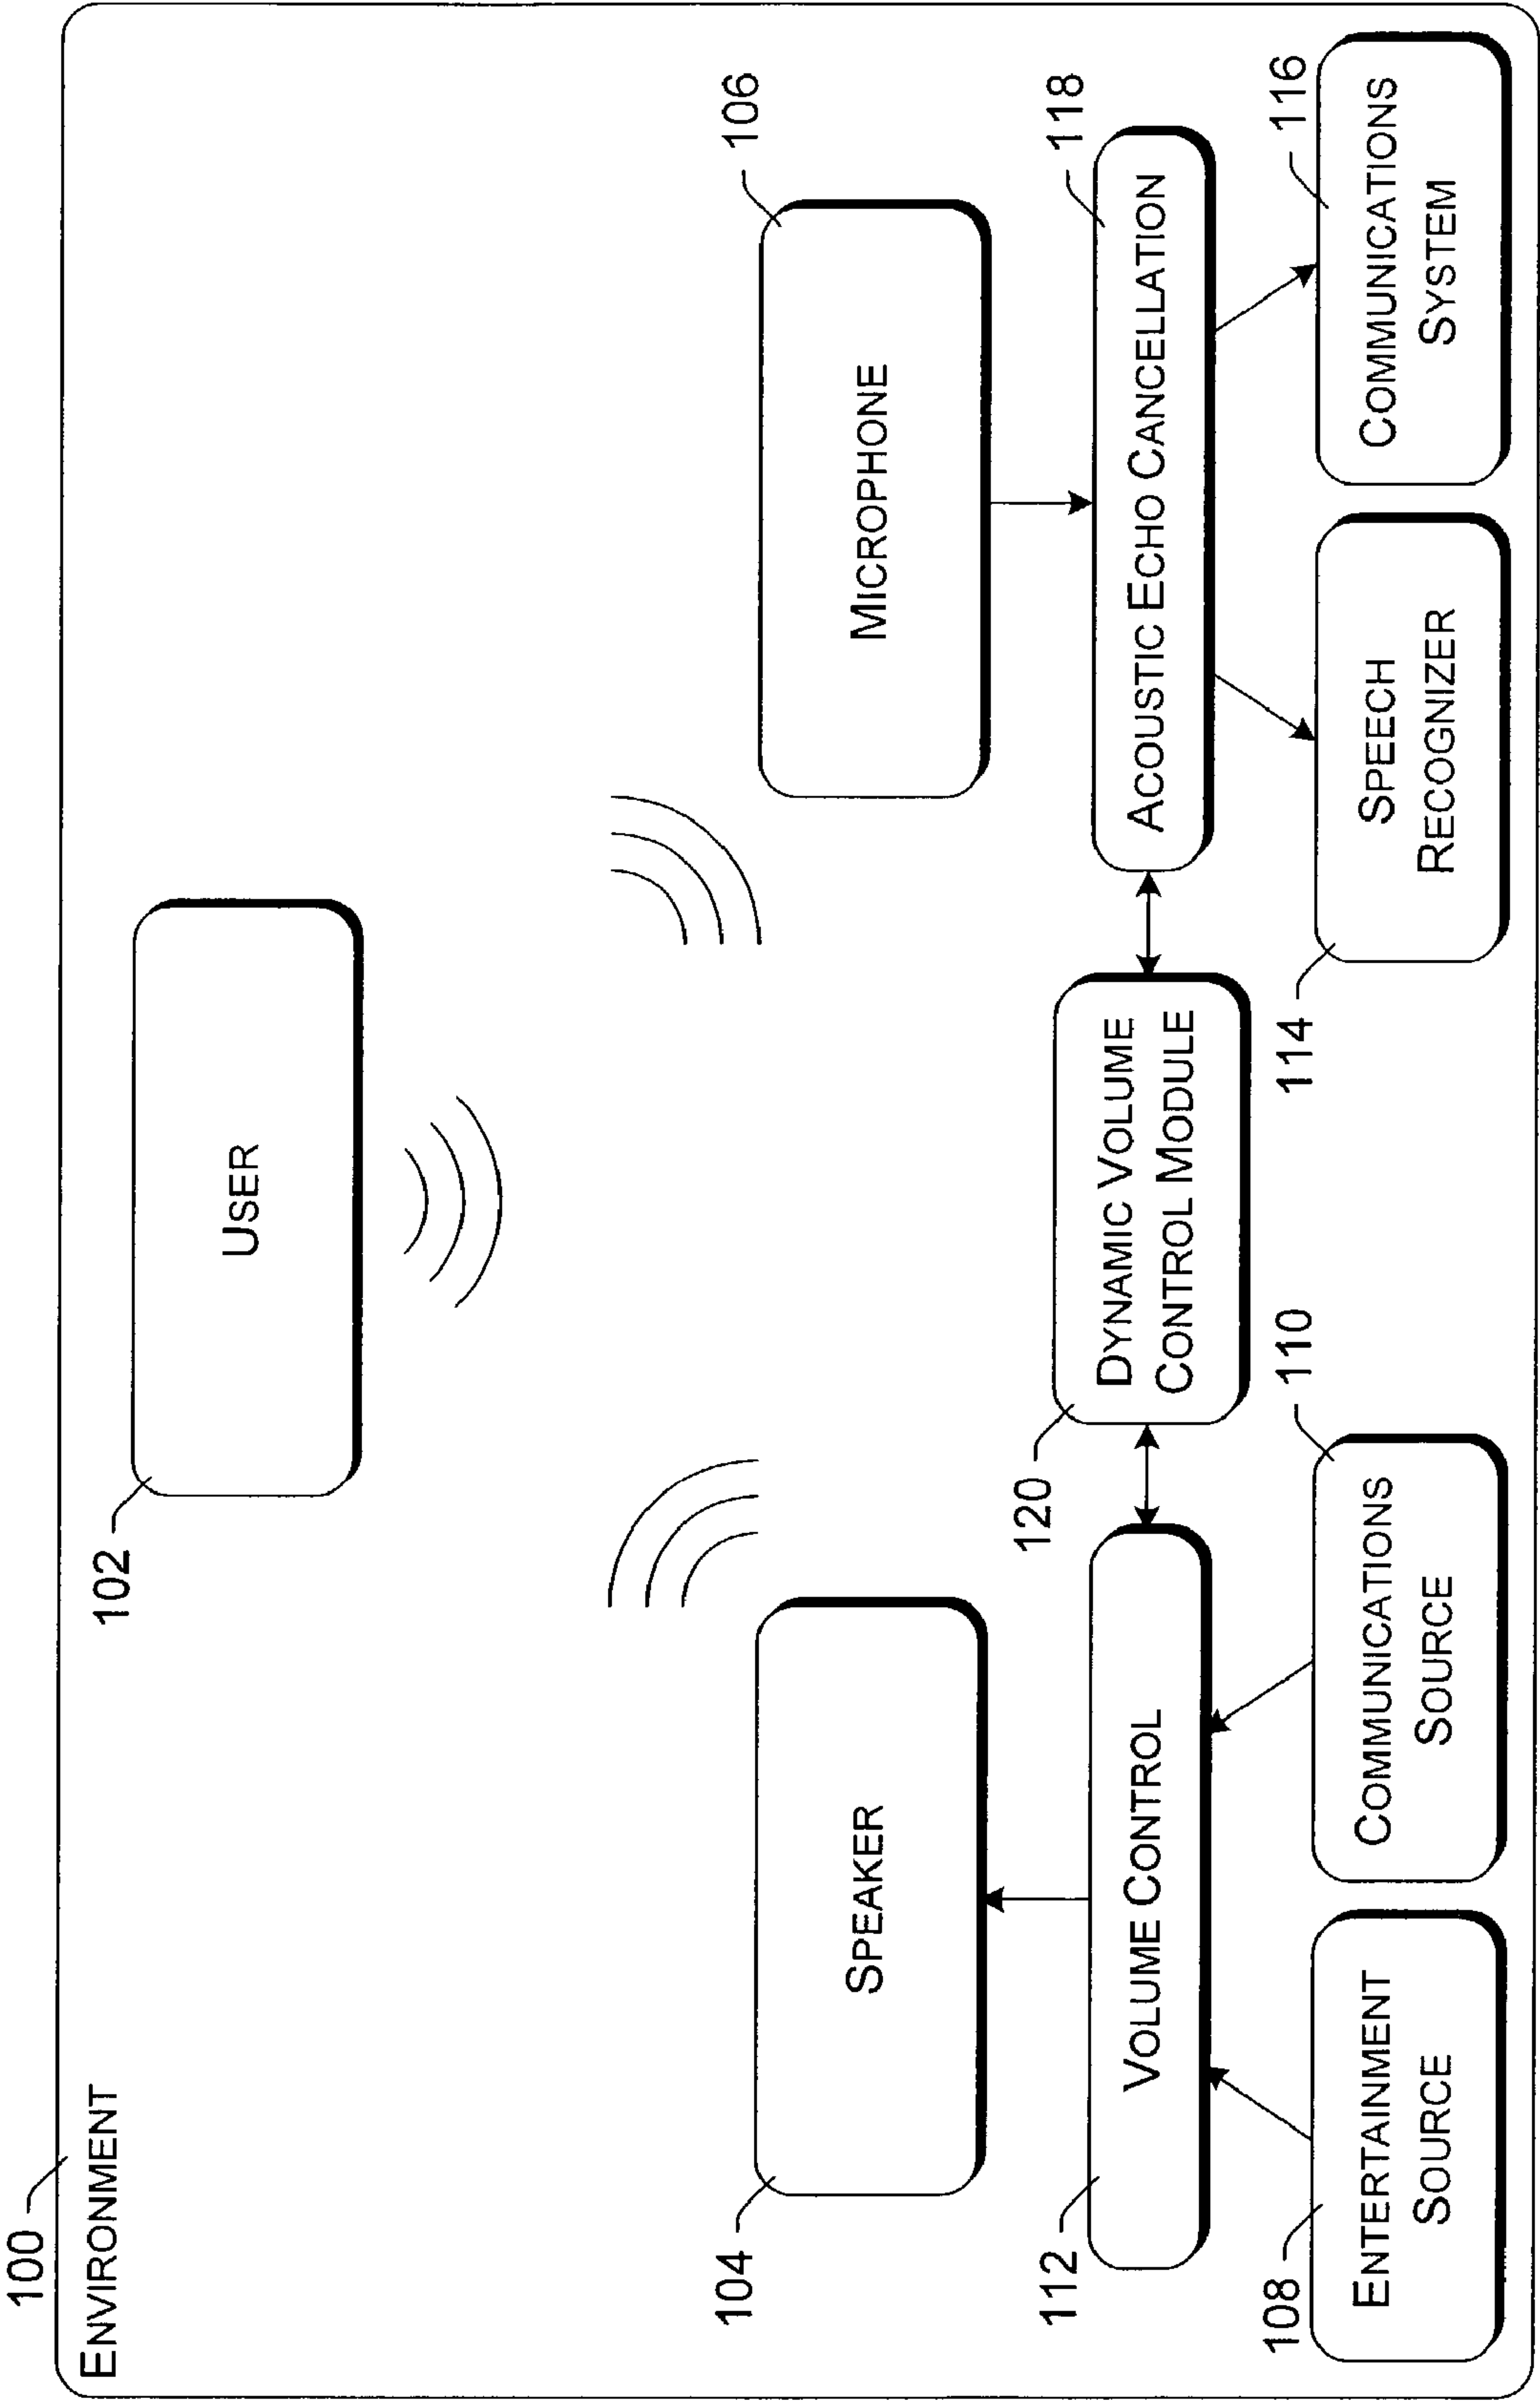 100
ENVIRONMENT
102
USER
104
SPEAKER
106
MICROPHONE
112
VOLUME CONTROL
120
DYNAMIC VOLUME
CONTROL MODULE
118
ACOUSTIC ECHO CANCELLATION
108
ENTERTAINMENT
SOURCE
110
COMMUNICATIONS
SOURCE
114
SPEECH
RECOGNIZER
116
COMMUNICATIONS
SYSTEM